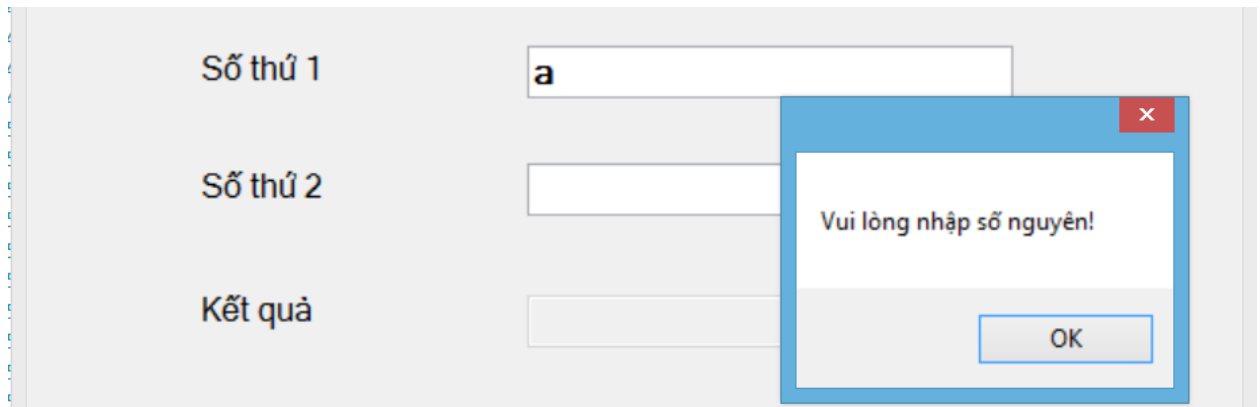 Số thứ 1
a
Số thứ 2
Vui lòng nhập số nguyên!
Kết quả
OK